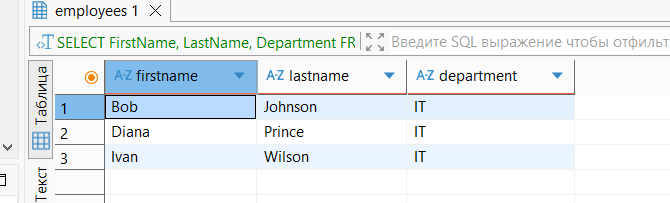 employees 1
SELECT FirstName, LastName, Department FR Введите SQL выражение чтобы отфильт
Таблица
A-Z firstname A-Z lastname A-Z department
1 Bob Johnson IT
2 Diana Prince IT
3 Ivan Wilson IT
Текст